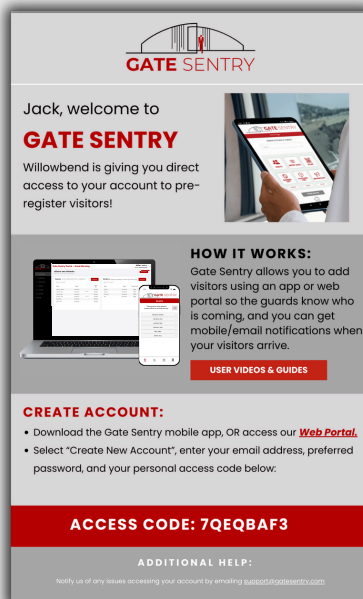 GATE SENTRY
Jack, welcome to
GATE SENTRY
Willowbend is giving you direct
access to your account to pre-
register visitors!
GATE SENTRY
HOW IT WORKS:
Gate Sentry allows you to add
visitors using an app or web
portal so the guards know who
is coming, and you can get
mobile/email notifications when
your visitors arrive.
USER VIDEOS & GUIDES
CREATE ACCOUNT:
• Download the Gate Sentry mobile app, OR access our Web Portal.
• Select “Create New Account”, enter your email address, preferred
password, and your personal access code below:
ACCESS CODE: 7QEQBAF3
ADDITIONAL HELP:
Notify us of any issues accessing your account by emailing support@gatesentry.com